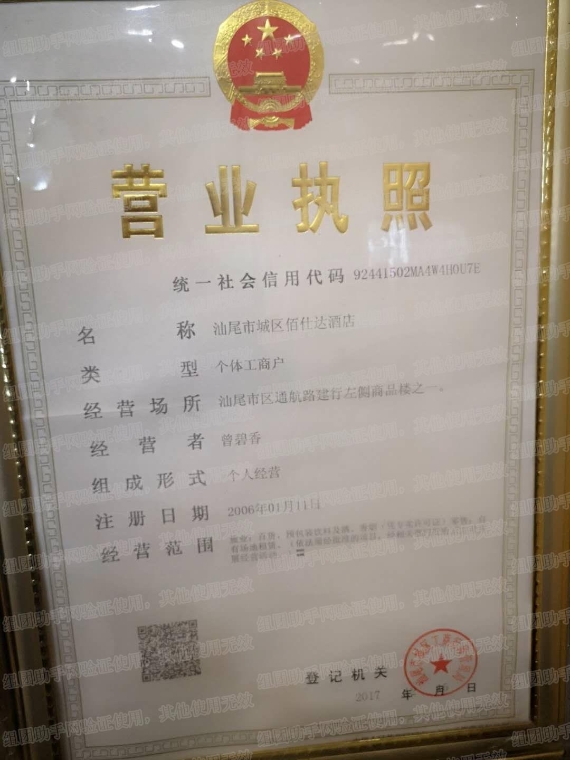 营业执照
统一社会信用代码 92441502MA4W4H0U7E
名称 汕尾市城区佰仕达酒店
类型 个体工商户
经营场所 汕尾市区通航路建行左侧商品楼之一。
经营者 曾碧香
组成形式 个人经营
注册日期 2006年01月11日
经营范围
登记机关
2017 年 月 日